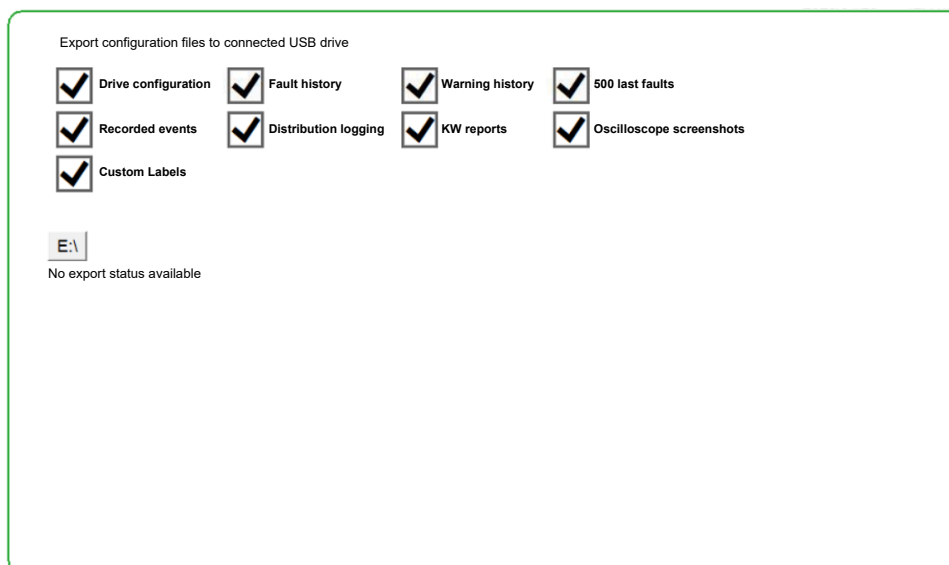 Export configuration files to connected USB drive
Drive configuration Fault history Warning history 500 last faults
Recorded events Distribution logging KW reports Oscilloscope screenshots
Custom Labels
E:\
No export status available